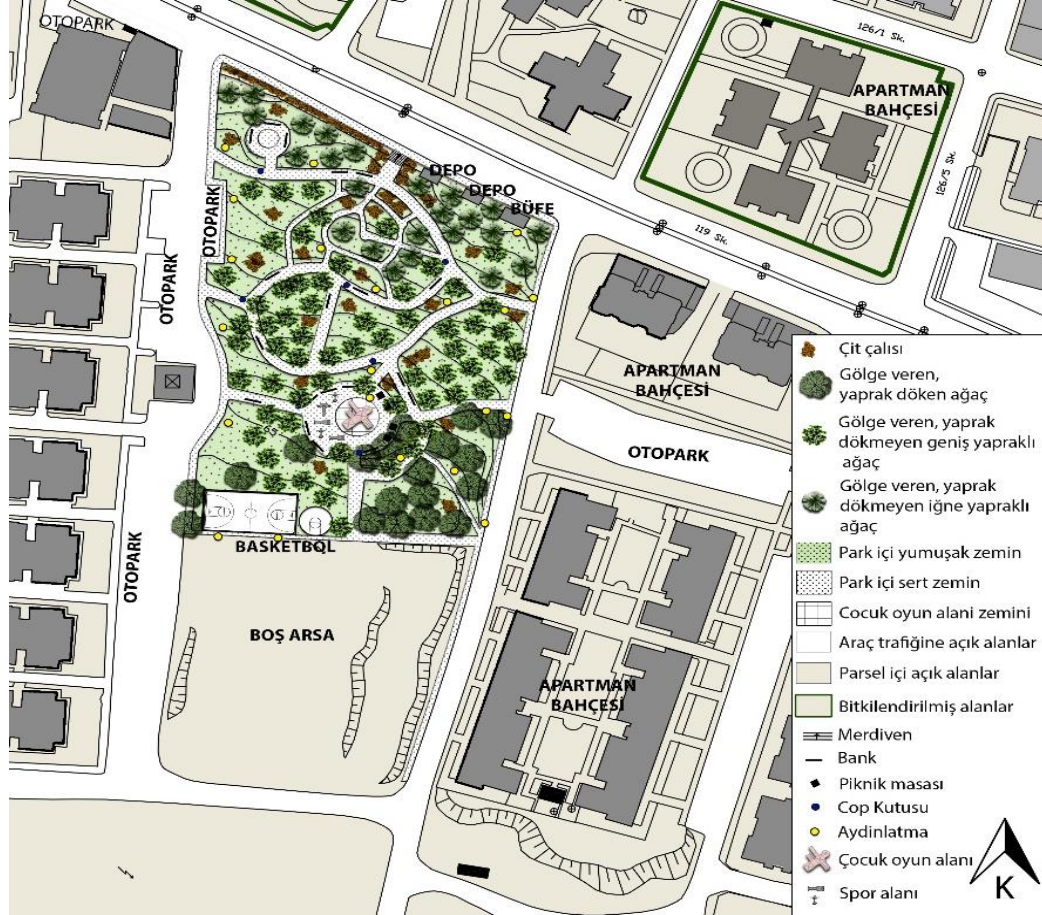 OTOPARK
126/1 Sk.
APARTMAN
BAHÇESİ
126/5 Sk.
DEPO
DEPO
BÜFE
119 Sk.
OTOPARK
OTOPARK
APARTMAN
BAHÇESİ
OTOPARK
OTOPARK
BASKETBOL
BOŞ ARSA
APARTMAN
BAHÇESİ
Çit çalısı
Gölge veren,
yaprak döken ağaç
Gölge veren, yaprak
dökmeyen geniş yapraklı
ağaç
Gölge veren, yaprak
dökmeyen iğne yapraklı
ağaç
Park içi yumuşak zemin
Park içi sert zemin
Cocuk oyun alani zemini
Araç trafiğine açık alanlar
Parsel içi açık alanlar
Bitkilendirilmiş alanlar
Merdiven
Bank
Piknik masası
Cop Kutusu
Aydinlatma
Çocuk oyun alanı
Spor alanı
K